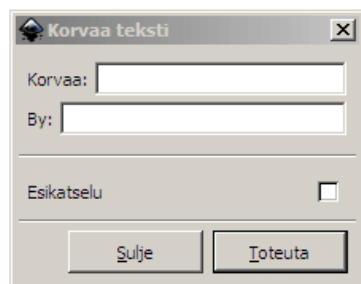 Korvaa teksti
Korvaa:
By:
Esikatselu
Sulje Toteuta